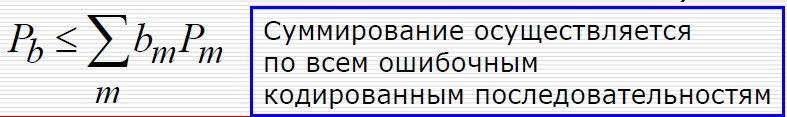 P_b ≤ ∑_m b_m P_m
Суммирование осуществляется
по всем ошибочным
кодированным последовательностям